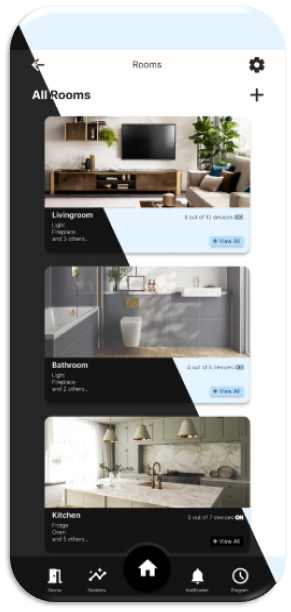 Rooms
All Rooms
Livingroom
8 out of 12 devices ON
Light
Fireplace
and 3 others...
+ View All
Bathroom
4 out of 5 devices ON
Light
Fireplace
and 2 others...
+ View All
Kitchen
5 out of 7 devices ON
Fridge
Oven
and 5 others...
+ View All
Rooms
Statistics
Notification
Program